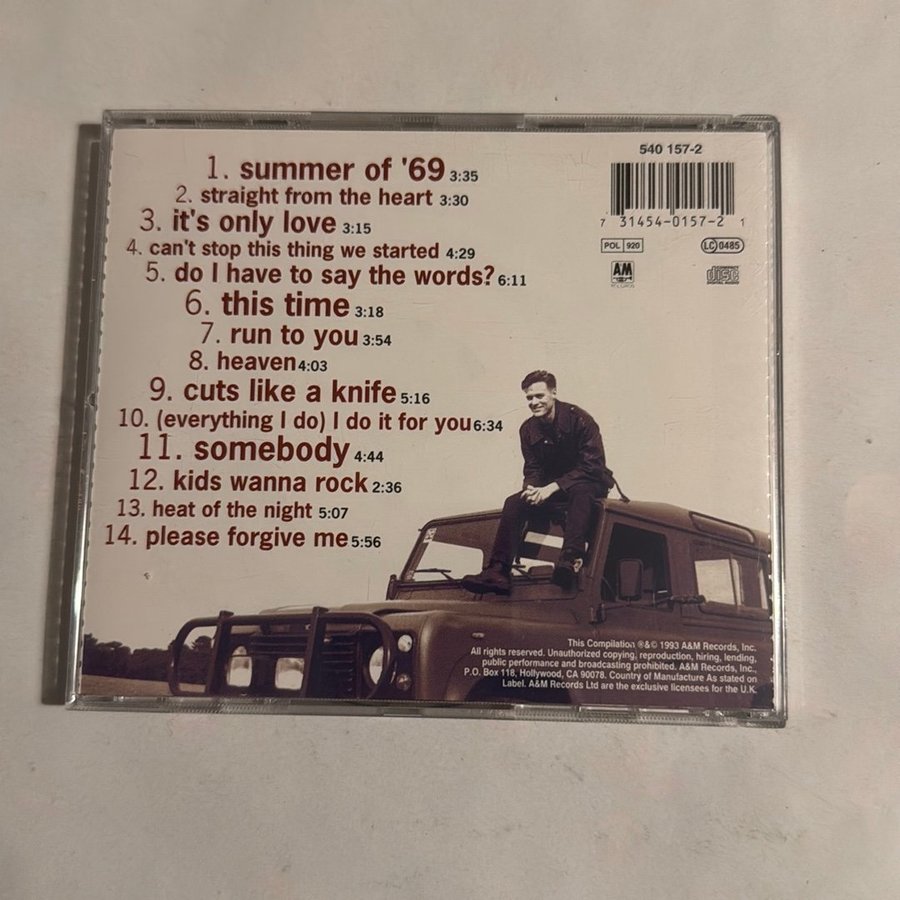 1. summer of '69 3:35
2. straight from the heart 3:30
3. it's only love 3:15
4. can't stop this thing we started 4:29
5. do I have to say the words? 6:11
6. this time 3:18
7. run to you 3:54
8. heaven 4:03
9. cuts like a knife 5:16
10. (everything I do) I do it for you 6:34
11. somebody 4:44
12. kids wanna rock 2:36
13. heat of the night 5:07
14. please forgive me 5:56
540 157-2
7 31454-0157-2 1
POL 920
LC 0485
AM
RECORDS
COMPACT
disc
DIGITAL AUDIO
This Compilation ℗&© 1993 A&M Records, Inc.
All rights reserved. Unauthorized copying, reproduction, hiring, lending,
public performance and broadcasting prohibited. A&M Records, Inc.,
P.O. Box 118, Hollywood, CA 90078. Country of Manufacture As stated on
Label. A&M Records Ltd are the exclusive licensees for the U.K.